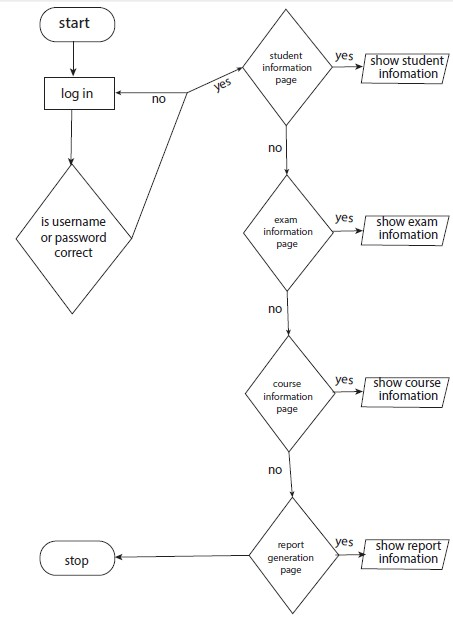 start
log in
no
yes
is username
or password
correct
student
information
page
yes
show student
infomation
no
exam
information
page
yes
show exam
infomation
no
course
information
page
yes
show course
infomation
no
report
generation
page
yes
show report
infomation
stop